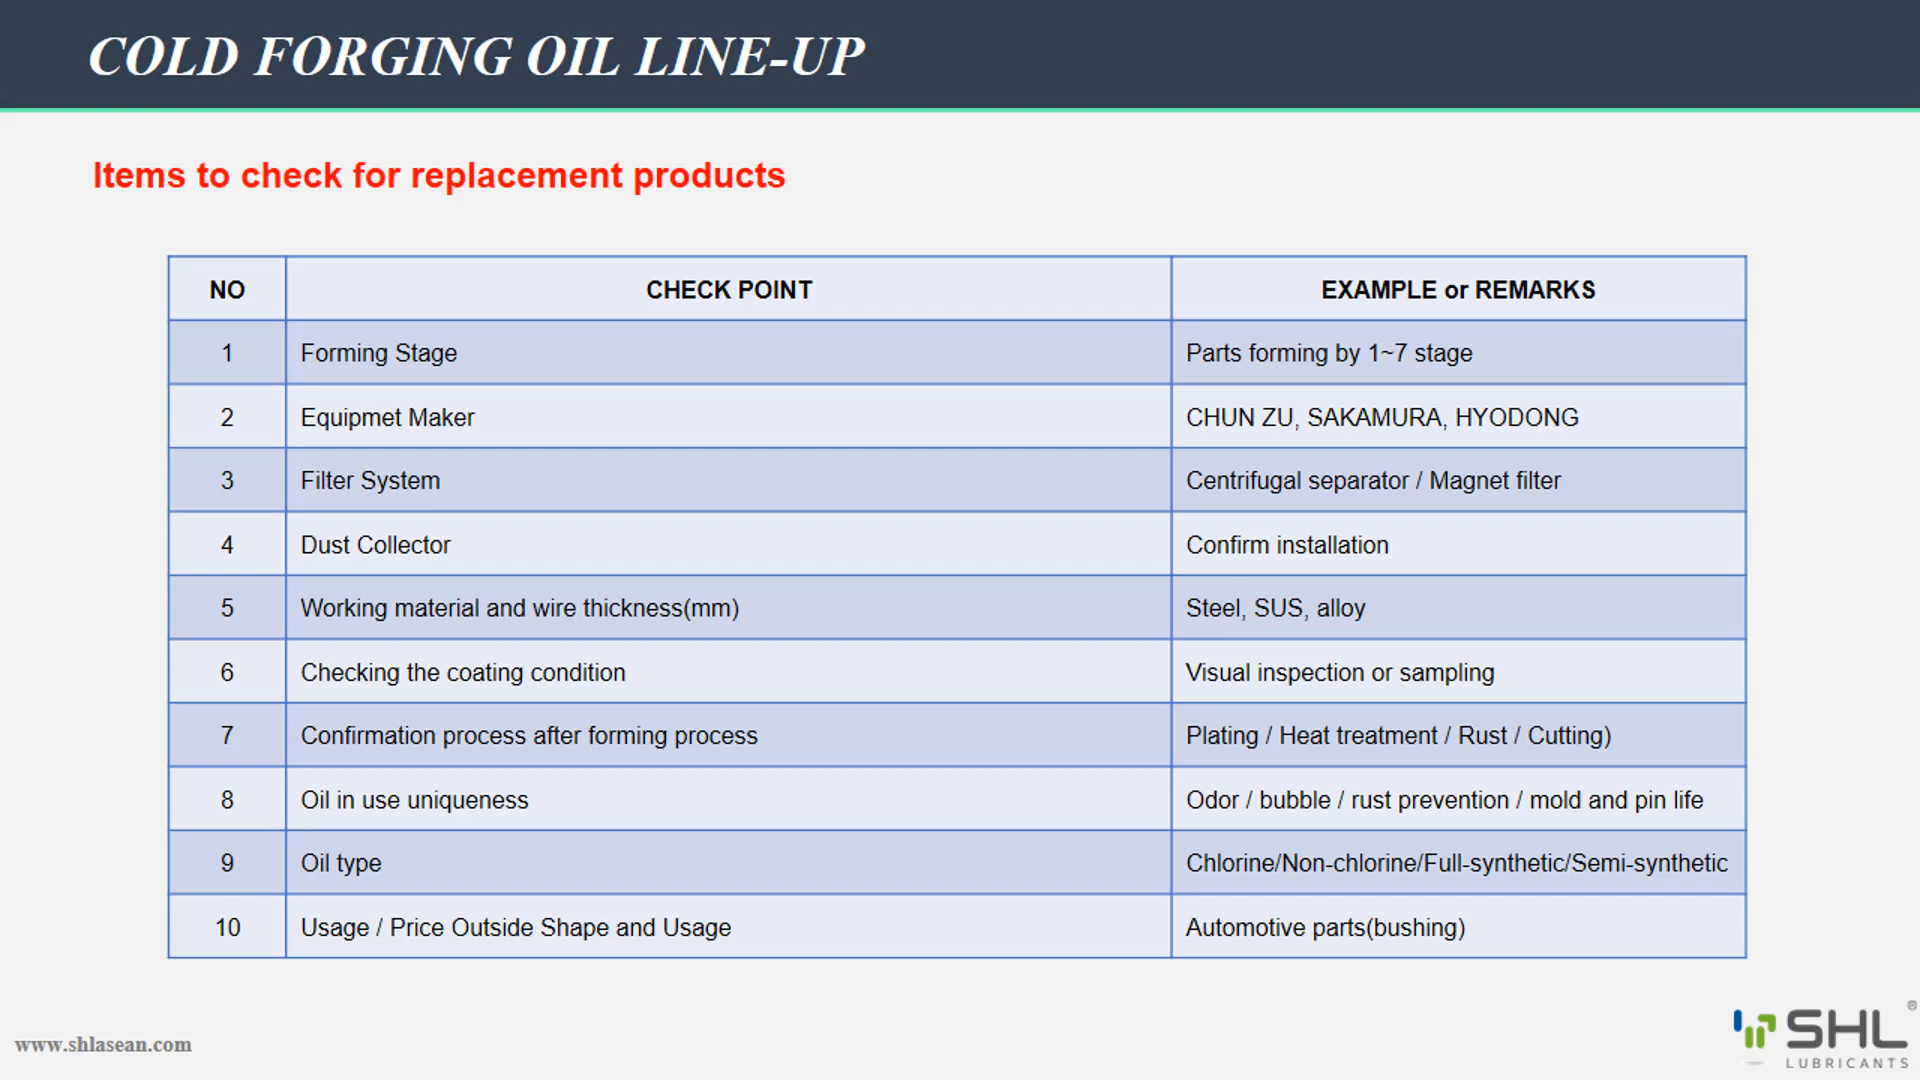 COLD FORGING OIL LINE-UP
Items to check for replacement products
NO CHECK POINT EXAMPLE or REMARKS
1 Forming Stage Parts forming by 1~7 stage
2 Equipmet Maker CHUN ZU, SAKAMURA, HYODONG
3 Filter System Centrifugal separator / Magnet filter
4 Dust Collector Confirm installation
5 Working material and wire thickness(mm) Steel, SUS, alloy
6 Checking the coating condition Visual inspection or sampling
7 Confirmation process after forming process Plating / Heat treatment / Rust / Cutting)
8 Oil in use uniqueness Odor / bubble / rust prevention / mold and pin life
9 Oil type Chlorine/Non-chlorine/Full-synthetic/Semi-synthetic
10 Usage / Price Outside Shape and Usage Automotive parts(bushing)
www.shlasean.com
SHL®
LUBRICANTS